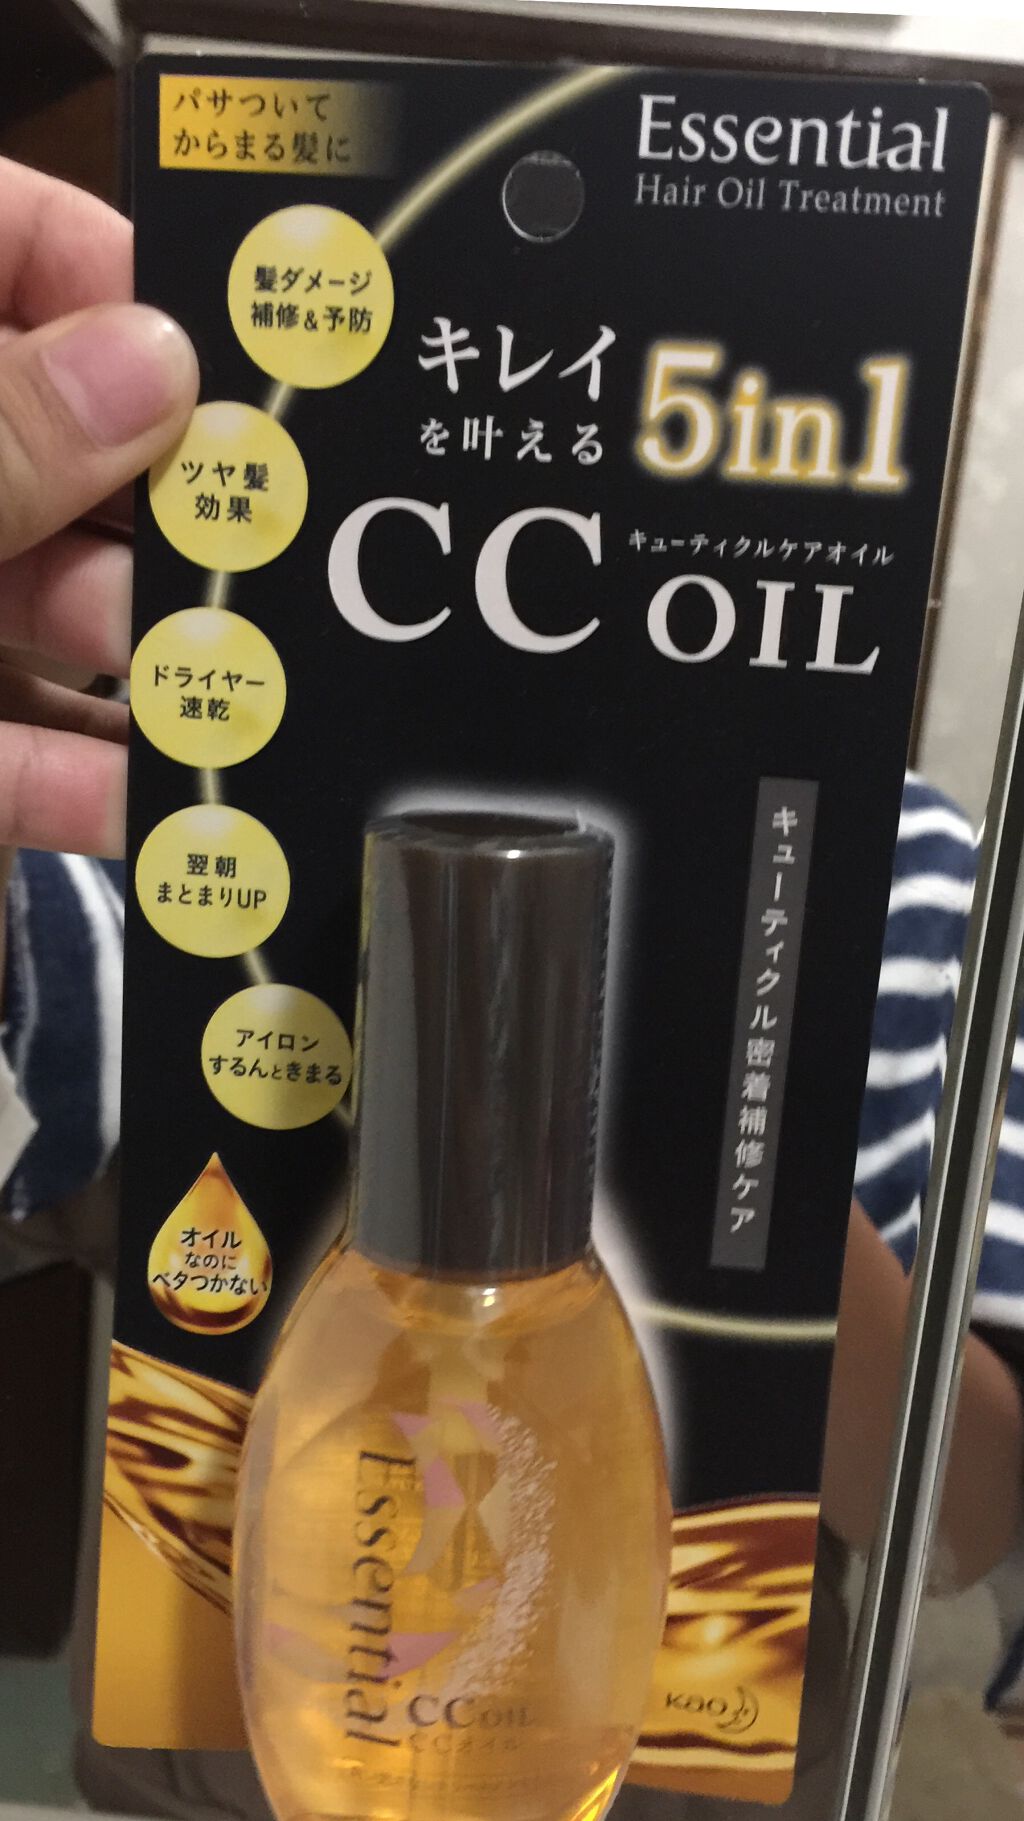 パサついて
からまる髪に
Essential
Hair Oil Treatment
髪ダメージ
補修&予防
キレイ
を叶える
5in1
ツヤ髪
効果
キューティクルケアオイル
CC OIL
ドライヤー
速乾
翌朝
まとまりUP
アイロン
するんときまる
キューティクル密着補修ケア
オイル
なのに
ベタつかない
Essential
CC OIL
CCオイル
Kao